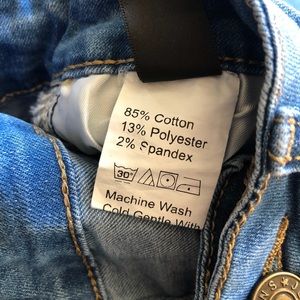 85% Cotton
13% Polyester
2% Spandex
30°
Machine Wash
Cold Gentle With